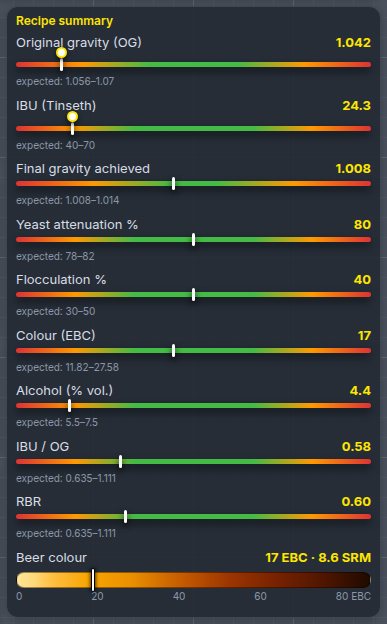 Recipe summary
Original gravity (OG) 1.042
expected: 1.056–1.07
IBU (Tinseth) 24.3
expected: 40–70
Final gravity achieved 1.008
expected: 1.008–1.014
Yeast attenuation % 80
expected: 78–82
Flocculation % 40
expected: 30–50
Colour (EBC) 17
expected: 11.82–27.58
Alcohol (% vol.) 4.4
expected: 5.5–7.5
IBU / OG 0.58
expected: 0.635–1.111
RBR 0.60
expected: 0.635–1.111
Beer colour 17 EBC · 8.6 SRM
0 20 40 60 80 EBC